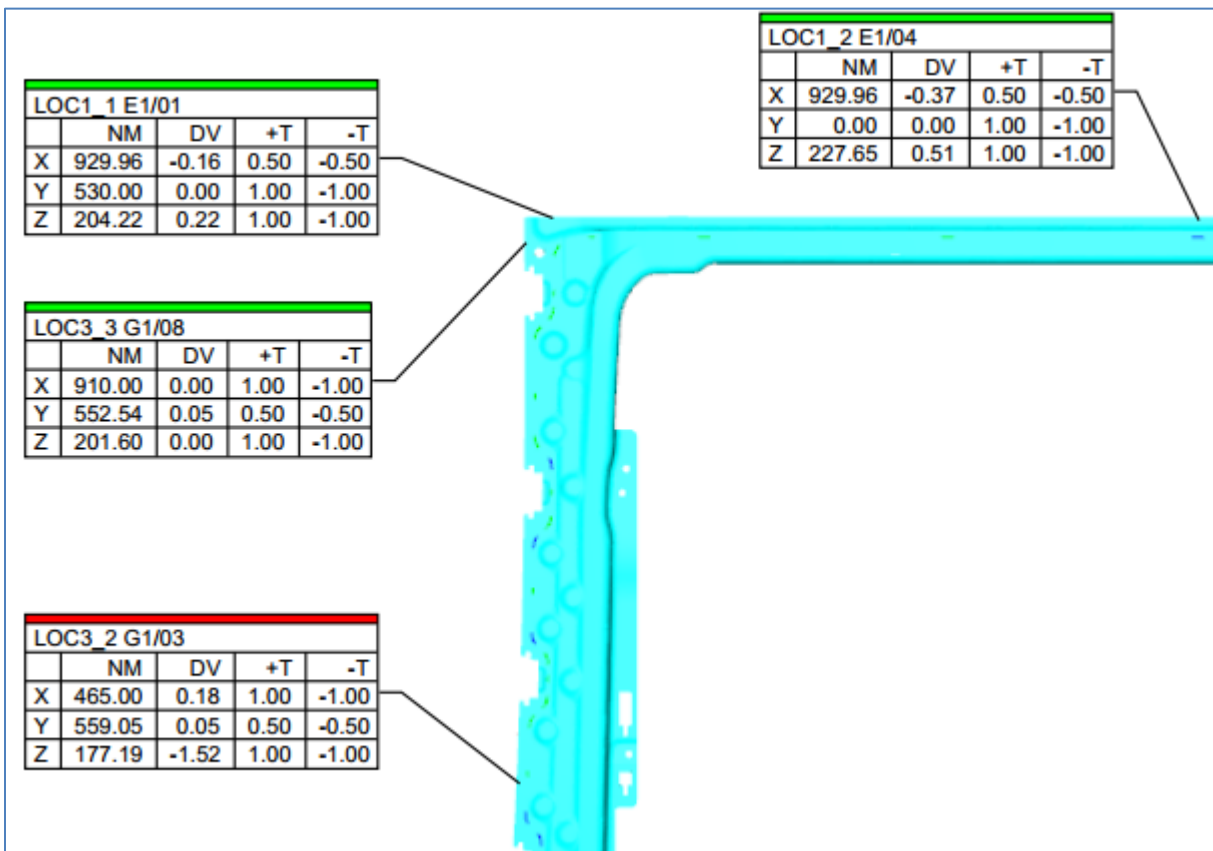 LOC1_2 E1/04
NM DV +T -T
X 929.96 -0.37 0.50 -0.50
Y 0.00 0.00 1.00 -1.00
Z 227.65 0.51 1.00 -1.00
LOC1_1 E1/01
NM DV +T -T
X 929.96 -0.16 0.50 -0.50
Y 530.00 0.00 1.00 -1.00
Z 204.22 0.22 1.00 -1.00
LOC3_3 G1/08
NM DV +T -T
X 910.00 0.00 1.00 -1.00
Y 552.54 0.05 0.50 -0.50
Z 201.60 0.00 1.00 -1.00
LOC3_2 G1/03
NM DV +T -T
X 465.00 0.18 1.00 -1.00
Y 559.05 0.05 0.50 -0.50
Z 177.19 -1.52 1.00 -1.00